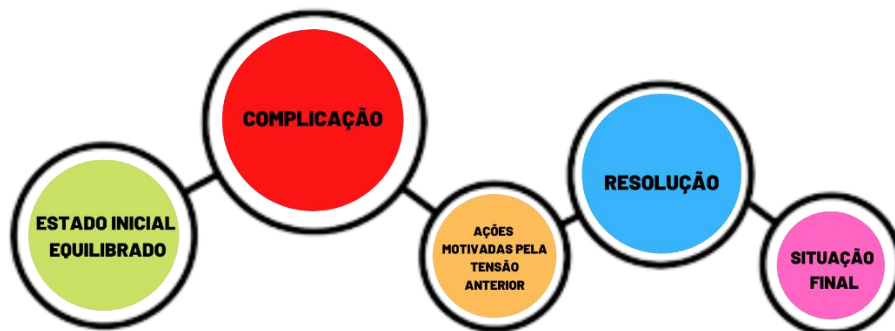 ESTADO INICIAL
EQUILIBRADO
COMPLICAÇÃO
AÇÕES
MOTIVADAS PELA
TENSÃO
ANTERIOR
RESOLUÇÃO
SITUAÇÃO
FINAL